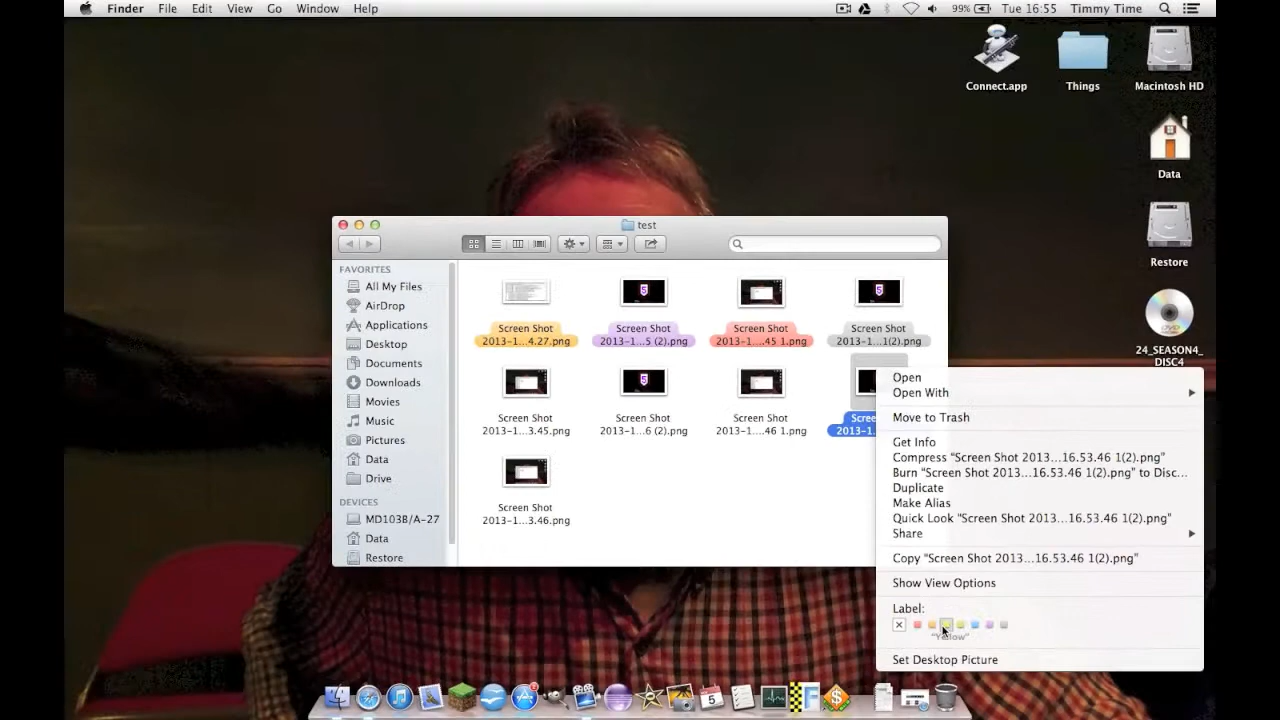 Finder File Edit View Go Window Help 99% Tue 16:55 Timmy Time
Connect.app
Things
Macintosh HD
Data
Restore
24_SEASON4_
DISC4
test
FAVORITES
All My Files
AirDrop
Applications
Desktop
Documents
Downloads
Movies
Music
Pictures
Data
Drive
DEVICES
MD103B/A-27
Data
Restore
Screen Shot
2013-1...4.27.png
Screen Shot
2013-1...5 (2).png
Screen Shot
2013-1....45 1.png
Screen Shot
2013-1...1(2).png
Screen Shot
2013-1...3.45.png
Screen Shot
2013-1...6 (2).png
Screen Shot
2013-1....46 1.png
Scree
2013-1.
Screen Shot
2013-1...3.46.png
Open
Open With
Move to Trash
Get Info
Compress "Screen Shot 2013...16.53.46 1(2).png"
Burn "Screen Shot 2013...16.53.46 1(2).png" to Disc...
Duplicate
Make Alias
Quick Look "Screen Shot 2013...16.53.46 1(2).png"
Share
Copy "Screen Shot 2013...16.53.46 1(2).png"
Show View Options
Label:
"Yellow"
Set Desktop Picture
5